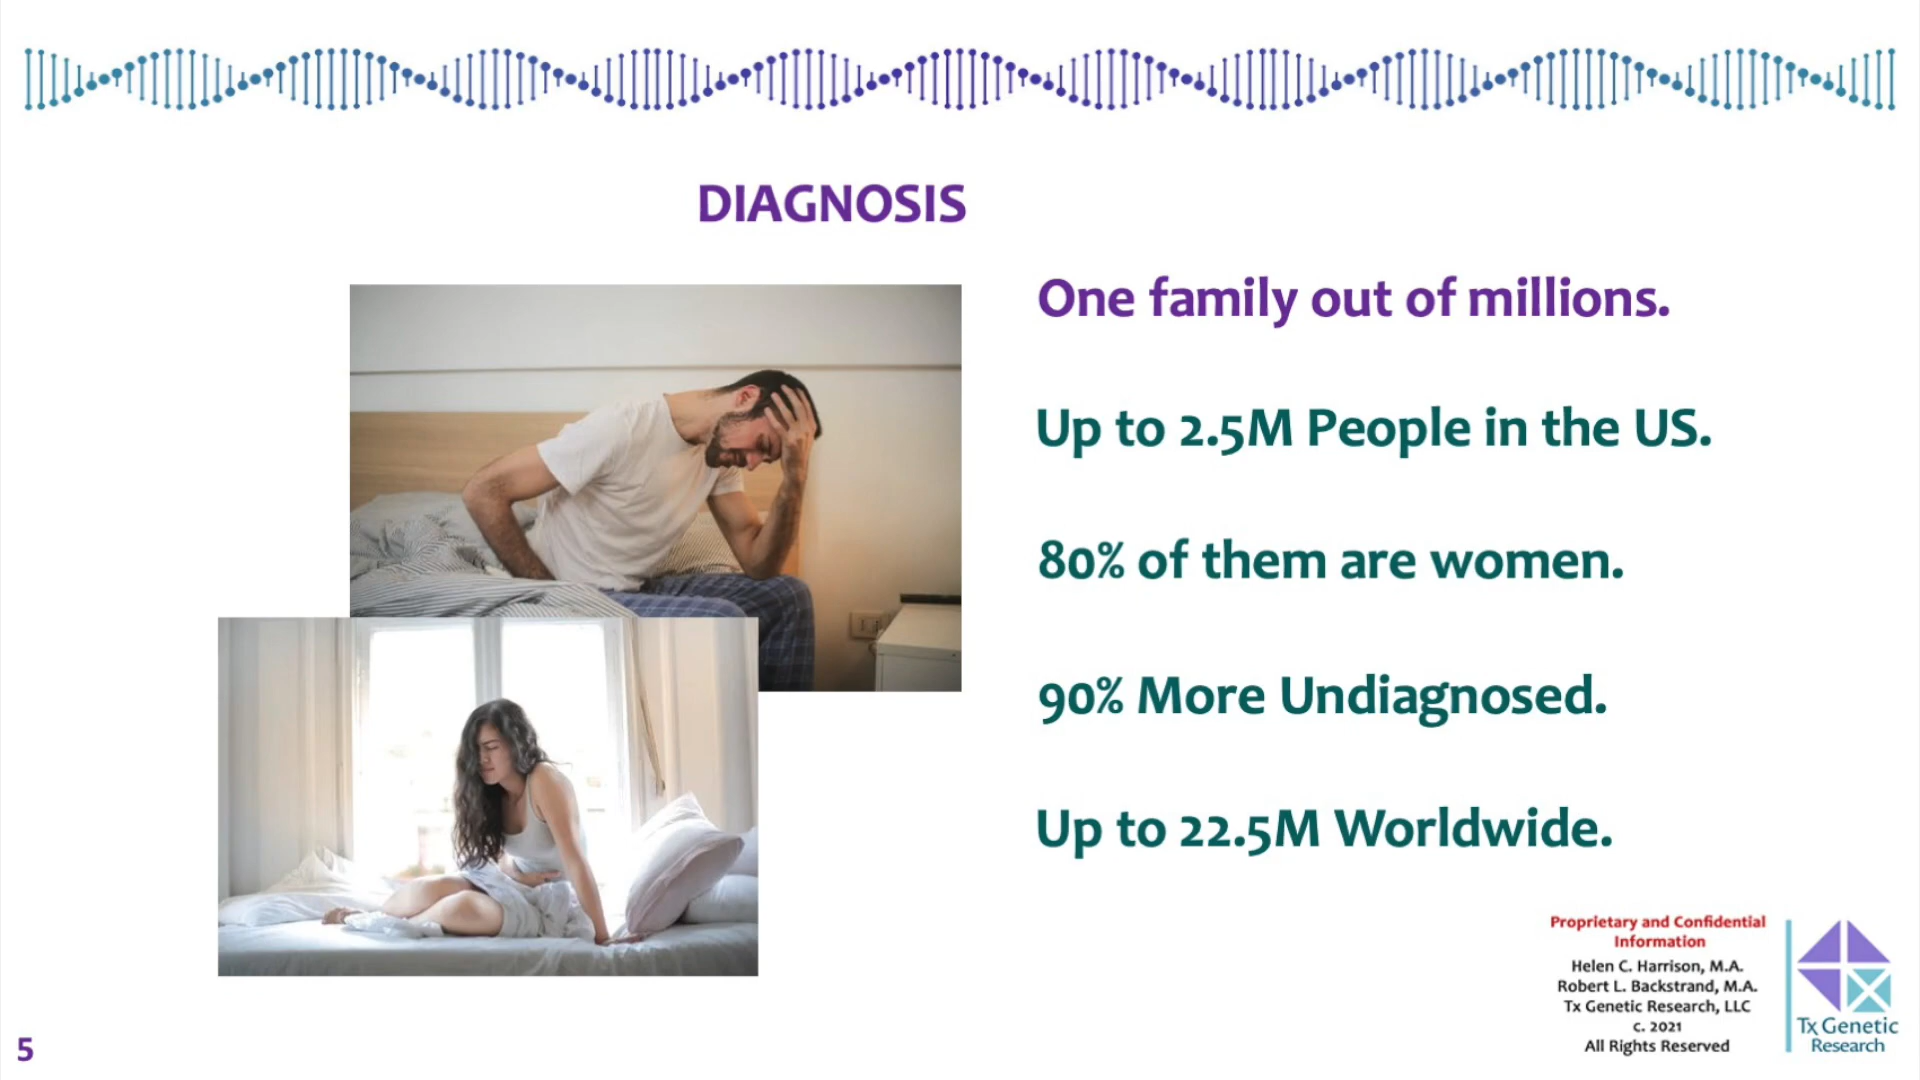 DIAGNOSIS
One family out of millions.
Up to 2.5M People in the US.
80% of them are women.
90% More Undiagnosed.
Up to 22.5M Worldwide.
Proprietary and Confidential
Information
Helen C. Harrison, M.A.
Robert L. Backstrand, M.A.
Tx Genetic Research, LLC
c. 2021
All Rights Reserved
Tx Genetic
Research
5